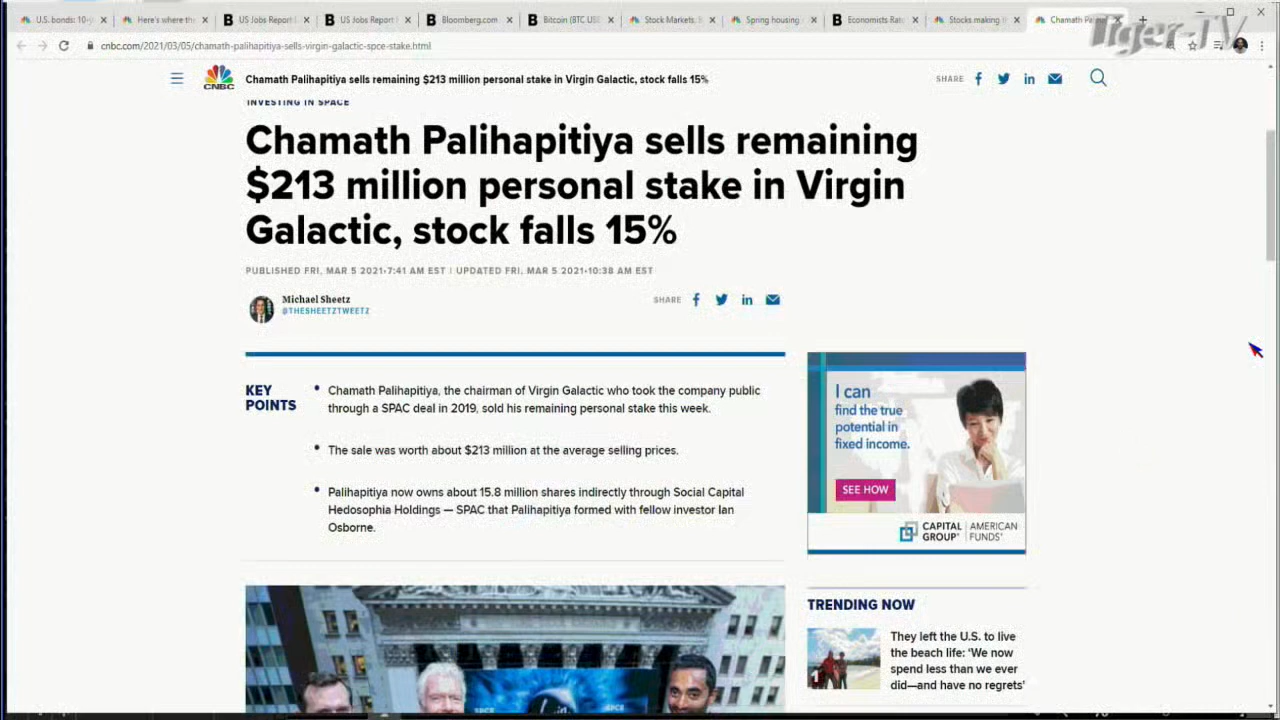 U.S. bonds: 10-
Here's where th
US Jobs Report
US Jobs Report
Bloomberg.com
Bitcoin (BTC USD
Stock Markets,
Spring housing
Economists Rai
Stocks making t
Chamath Pa
Tiger-TV
cnbc.com/2021/03/05/chamath-palihapitiya-sells-virgin-galactic-spce-stake.html
CNBC
Chamath Palihapitiya sells remaining $213 million personal stake in Virgin Galactic, stock falls 15%
SHARE
INVESTING IN SPACE
Chamath Palihapitiya sells remaining
$213 million personal stake in Virgin
Galactic, stock falls 15%
PUBLISHED FRI, MAR 5 2021•7:41 AM EST | UPDATED FRI, MAR 5 2021•10:38 AM EST
Michael Sheetz
@THESHEETZTWEETZ
SHARE
KEY
POINTS
• Chamath Palihapitiya, the chairman of Virgin Galactic who took the company public
through a SPAC deal in 2019, sold his remaining personal stake this week.
• The sale was worth about $213 million at the average selling prices.
• Palihapitiya now owns about 15.8 million shares indirectly through Social Capital
Hedosophia Holdings — SPAC that Palihapitiya formed with fellow investor Ian
Osborne.
I can
find the true
potential in
fixed income.
SEE HOW
CAPITAL GROUP® | AMERICAN FUNDS®
TRENDING NOW
1
They left the U.S. to live
the beach life: ‘We now
spend less than we ever
did—and have no regrets’
SPCE
SPCE